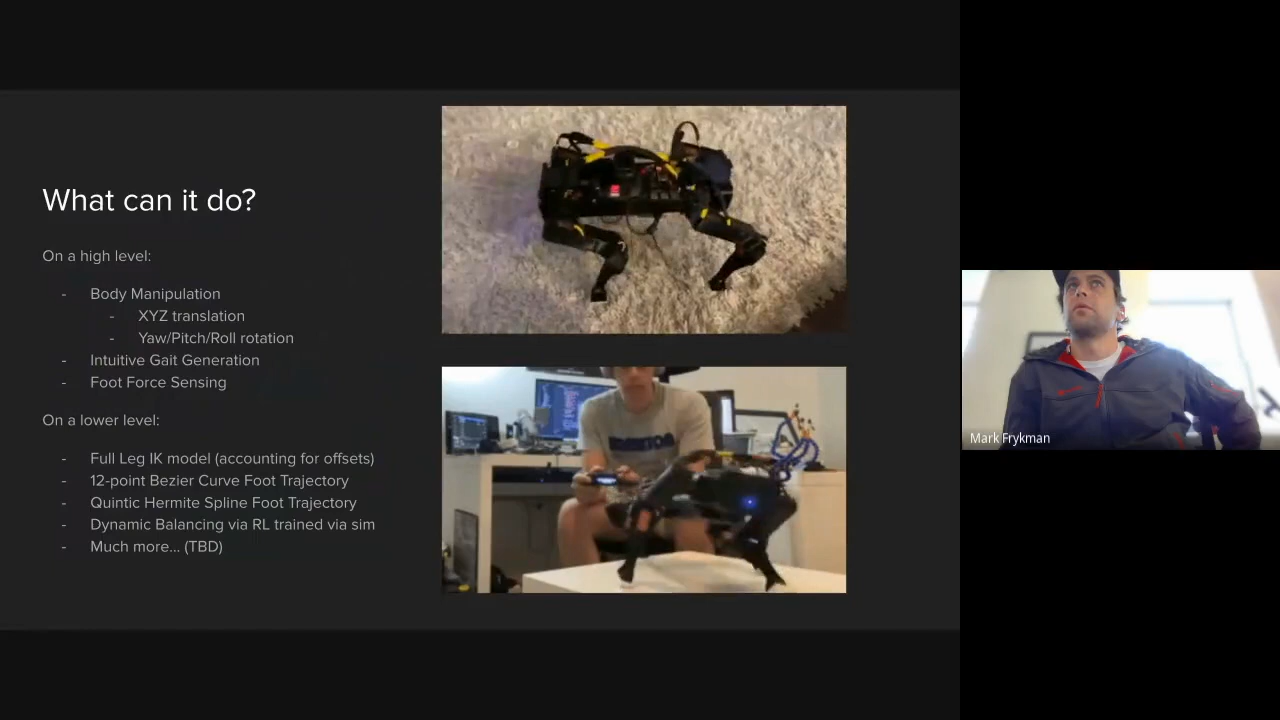 What can it do?
On a high level:
- Body Manipulation
- XYZ translation
- Yaw/Pitch/Roll rotation
- Intuitive Gait Generation
- Foot Force Sensing
On a lower level:
- Full Leg IK model (accounting for offsets)
- 12-point Bezier Curve Foot Trajectory
- Quintic Hermite Spline Foot Trajectory
- Dynamic Balancing via RL trained via sim
- Much more... (TBD)
Mark Frykman